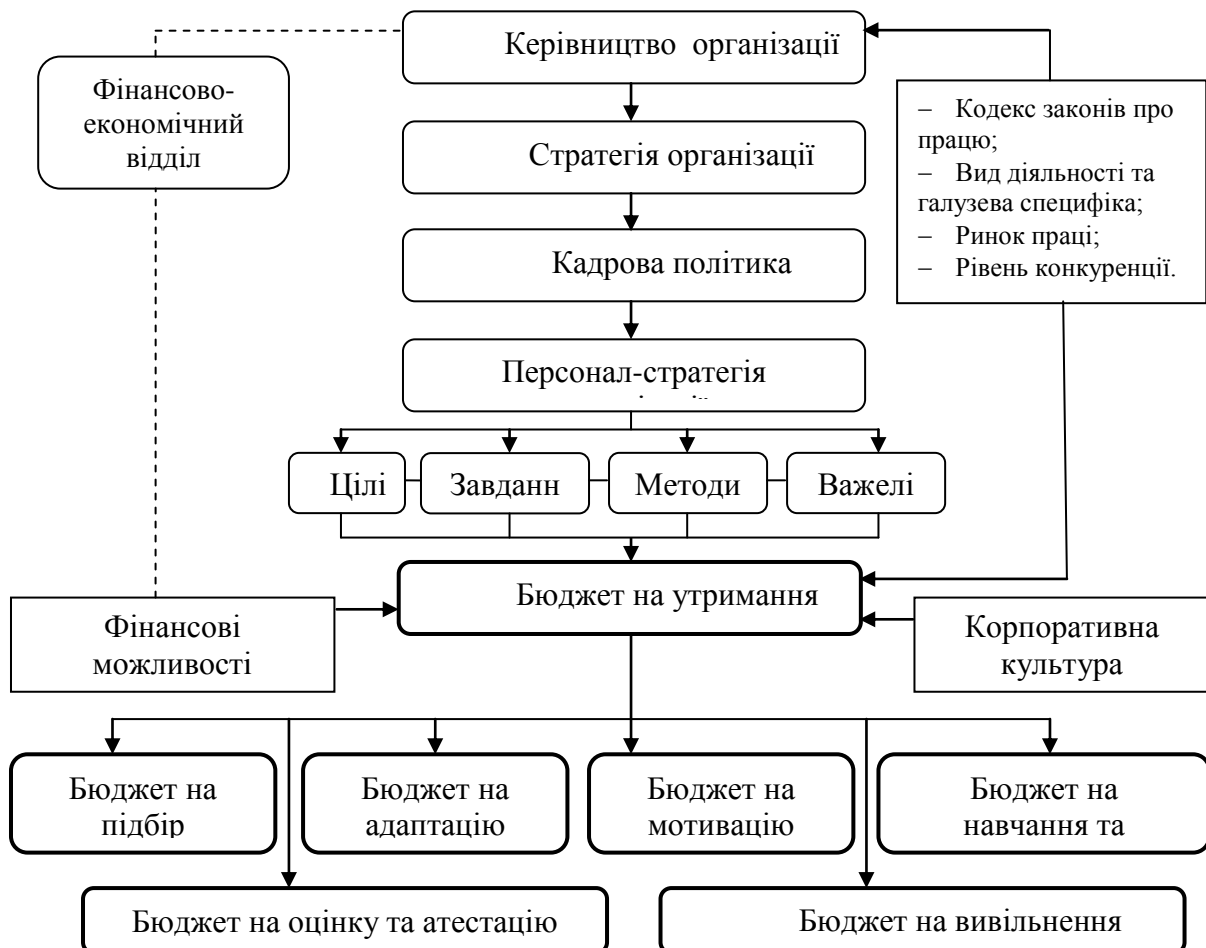 Керівництво організації
Фінансово-
економічний
відділ
– Кодекс законів про
працю;
– Вид діяльності та
галузева специфіка;
– Ринок праці;
– Рівень конкуренції.
Стратегія організації
Кадрова політика
Персонал-стратегія
Цілі
Завданн
Методи
Важелі
Бюджет на утримання
Фінансові
можливості
Корпоративна
культура
Бюджет на
підбір
Бюджет на
адаптацію
Бюджет на
мотивацію
Бюджет на
навчання та
Бюджет на оцінку та атестацію
Бюджет на вивільнення